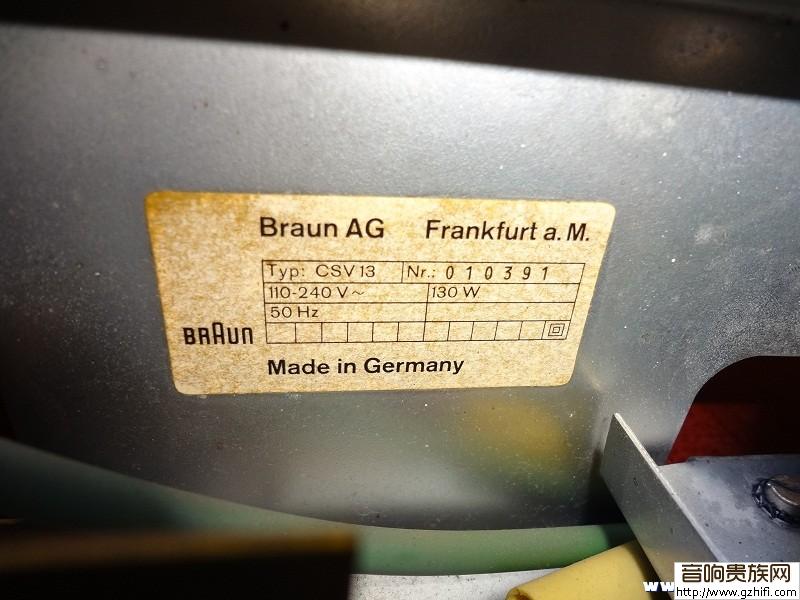 Braun AG Frankfurt a. M.
Typ: CSV 13 Nr.: 010391
110-240 V ~ 130 W
50 Hz
BRAUN
Made in Germany
音响贵族网
http://www.gzhifi.com/